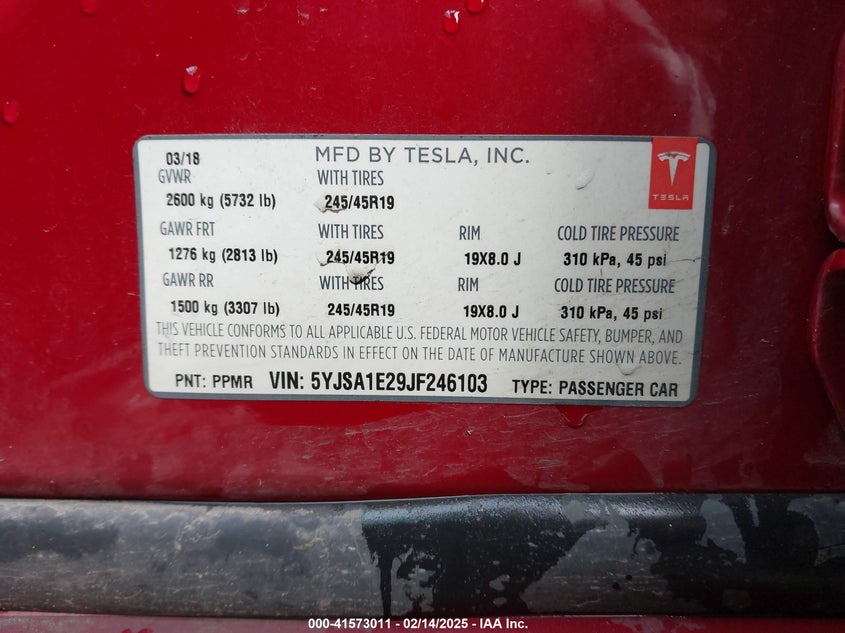 03/18 MFD BY TESLA, INC.
GVWR WITH TIRES
TESLA
2600 kg (5732 lb) 245/45R19
GAWR FRT WITH TIRES RIM COLD TIRE PRESSURE
1276 kg (2813 lb) 245/45R19 19X8.0 J 310 kPa, 45 psi
GAWR RR WITH TIRES RIM COLD TIRE PRESSURE
1500 kg (3307 lb) 245/45R19 19X8.0 J 310 kPa, 45 psi
THIS VEHICLE CONFORMS TO ALL APPLICABLE U.S. FEDERAL MOTOR VEHICLE SAFETY, BUMPER, AND
THEFT PREVENTION STANDARDS IN EFFECT ON THE DATE OF MANUFACTURE SHOWN ABOVE.
PNT: PPMR VIN: 5YJSA1E29JF246103 TYPE: PASSENGER CAR
000-41573011 - 02/14/2025 - IAA Inc.